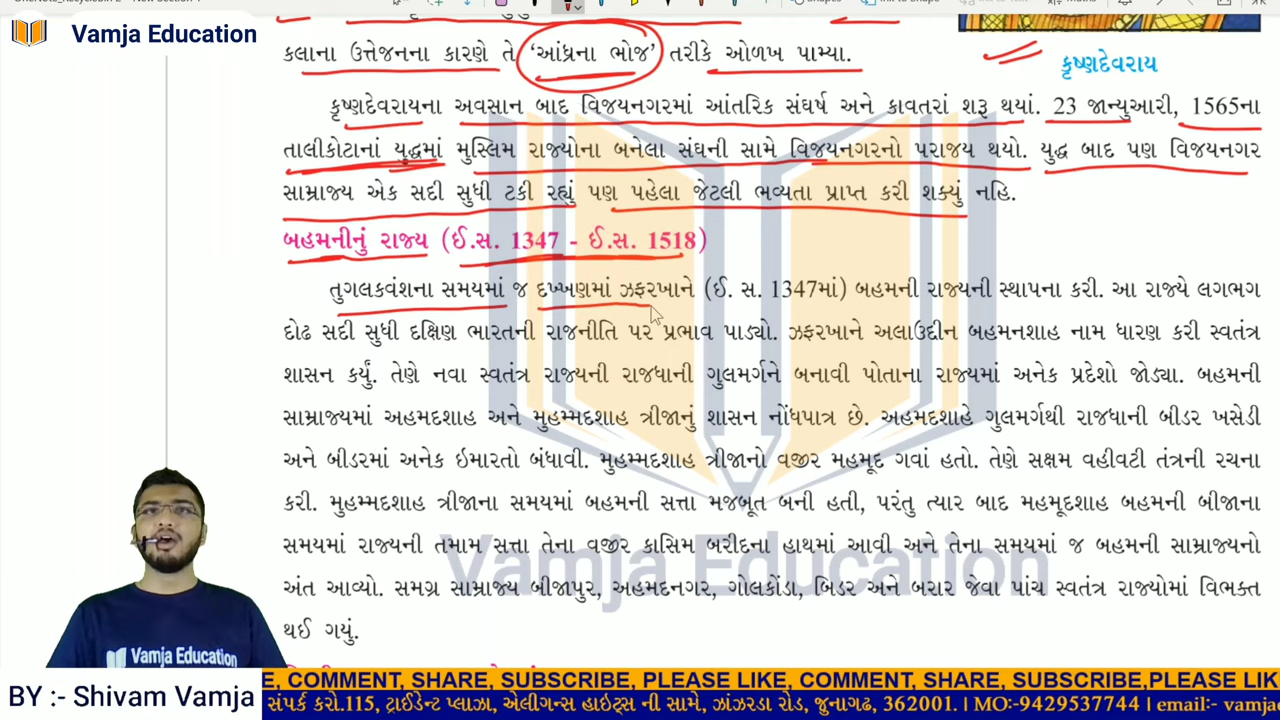 Vamja Education
કલાના ઉત્તેજનના કારણે તે ‘આંધ્રના ભોજ’ તરીકે ઓળખ પામ્યા.
કૃષ્ણદેવરાય
કૃષ્ણદેવરાયના અવસાન બાદ વિજયનગરમાં આંતરિક સંઘર્ષ અને કાવતરાં શરૂ થયાં. 23 જાન્યુઆરી, 1565ના
તાલીકોટાનાં યુદ્ધમાં મુસ્લિમ રાજ્યોના બનેલા સંઘની સામે વિજયનગરનો પરાજય થયો. યુદ્ધ બાદ પણ વિજયનગર
સામ્રાજ્ય એક સદી સુધી ટકી રહ્યું પણ પહેલા જેટલી ભવ્યતા પ્રાપ્ત કરી શક્યું નહિ.
બહમનીનું રાજ્ય (ઈ.સ. 1347 - ઈ.સ. 1518)
તુગલકવંશના સમયમાં જ દખ્ખણમાં ઝફરખાને (ઈ. સ. 1347માં) બહમની રાજ્યની સ્થાપના કરી. આ રાજ્યે લગભગ
દોઢ સદી સુધી દક્ષિણ ભારતની રાજનીતિ પર પ્રભાવ પાડ્યો. ઝફરખાને અલાઉદ્દીન બહમનશાહ નામ ધારણ કરી સ્વતંત્ર
શાસન કર્યું. તેણે નવા સ્વતંત્ર રાજ્યની રાજધાની ગુલમર્ગને બનાવી પોતાના રાજ્યમાં અનેક પ્રદેશો જોડ્યા. બહમની
સામ્રાજ્યમાં અહમદશાહ અને મુહમ્મદશાહ ત્રીજાનું શાસન નોંધપાત્ર છે. અહમદશાહે ગુલમર્ગથી રાજધાની બીડર ખસેડી
અને બીડરમાં અનેક ઇમારતો બંધાવી. મુહમ્મદશાહ ત્રીજાનો વજીર મહમૂદ ગવાં હતો. તેણે સક્ષમ વહીવટી તંત્રની રચના
કરી. મુહમ્મદશાહ ત્રીજાના સમયમાં બહમની સત્તા મજબૂત બની હતી, પરંતુ ત્યાર બાદ મહમૂદશાહ બહમની બીજાના
સમયમાં રાજ્યની તમામ સત્તા તેના વજીર કાસિમ બરીદના હાથમાં આવી અને તેના સમયમાં જ બહમની સામ્રાજ્યનો
અંત આવ્યો. સમગ્ર સામ્રાજ્ય બીજાપુર, અહમદનગર, ગોલકોંડા, બિડર અને બરાર જેવા પાંચ સ્વતંત્ર રાજ્યોમાં વિભક્ત
થઈ ગયું.
Vamja Education
Vamja Education
BY :- Shivam Vamja
E, COMMENT, SHARE, SUBSCRIBE, PLEASE LIKE, COMMENT, SHARE, SUBSCRIBE,PLEASE LIK
સંપર્ક કરો.115, ટ્રાઈડેન્ટ પ્લાઝા, એલીગન્સ હાઇટ્સ ની સામે, ઝાંઝરડા રોડ, જુનાગઢ, 362001. | MO:-9429537744 | email:- vamja